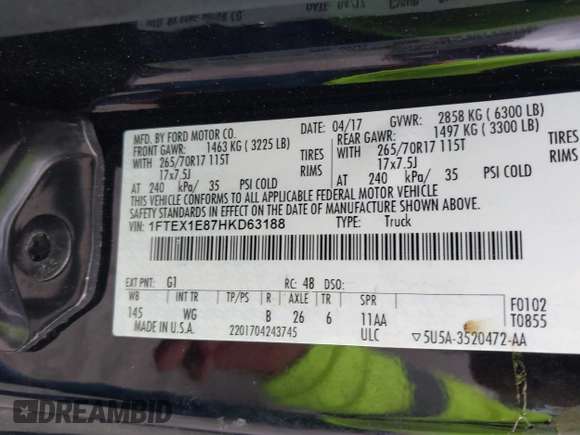 MFD. BY FORD MOTOR CO.
DATE: 04/17 GVWR: 2858 KG ( 6300 LB)
FRONT GAWR: 1463 KG ( 3225 LB) REAR GAWR: 1497 KG ( 3300 LB)
WITH 265/70R17 115T TIRES WITH 265/70R17 115T TIRES
17x7.5J RIMS 17x7.5J RIMS
AT 240 kPa/ 35 PSI COLD AT 240 kPa/ 35 PSI COLD
THIS VEHICLE CONFORMS TO ALL APPLICABLE FEDERAL MOTOR VEHICLE
SAFETY STANDARDS IN EFFECT ON THE DATE OF MANUFACTURE SHOWN ABOVE.
VIN: 1FTEX1E87HKD63188 TYPE: Truck
EXT PNT: G1 RC: 48 DSO:
WB INT TR TP/PS R AXLE TR SPR F0102
145 WG B 26 6 11AA T0855
MADE IN U.S.A. 2201704243745 ULC ▽5U5A-3520472-AA
DREAMBID